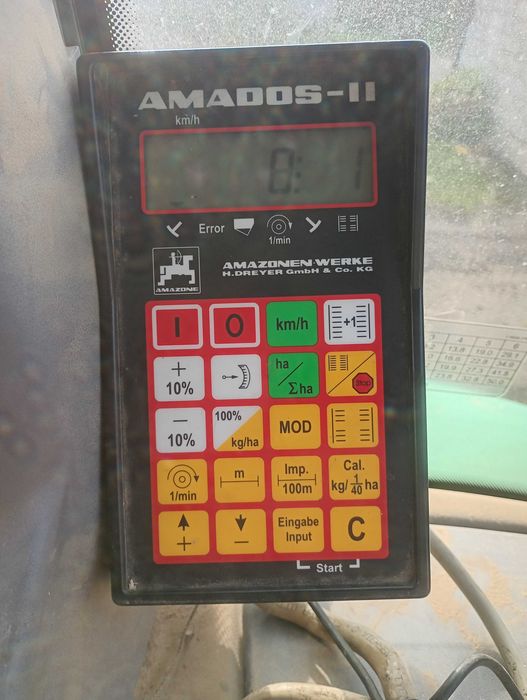 AMADOS-II
km/h
0: 1
Error
1/min
AMAZONEN-WERKE
H.DREYER GmbH & Co. KG
AMAZONE
I O km/h +1
+ 10% ha/Σha Stop
− 10% 100% kg/ha MOD
1/min m Imp. 100m Cal. kg/ 1/40 ha
+ − Eingabe Input C
Start